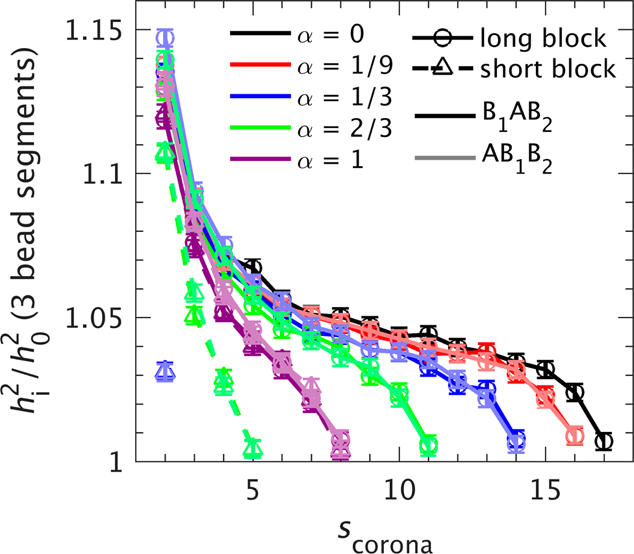 1.15
1.1
1.05
1
5
10
15
h_i^2/h_0^2 (3 bead segments)
s_corona
α = 0
α = 1/9
α = 1/3
α = 2/3
α = 1
long block
short block
B₁AB₂
AB₁B₂